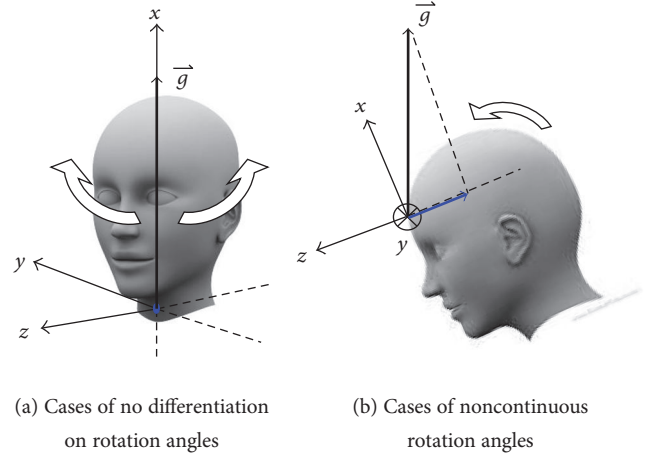 x
g
y
z
(a) Cases of no differentiation
on rotation angles
g
x
y
z
(b) Cases of noncontinuous
rotation angles